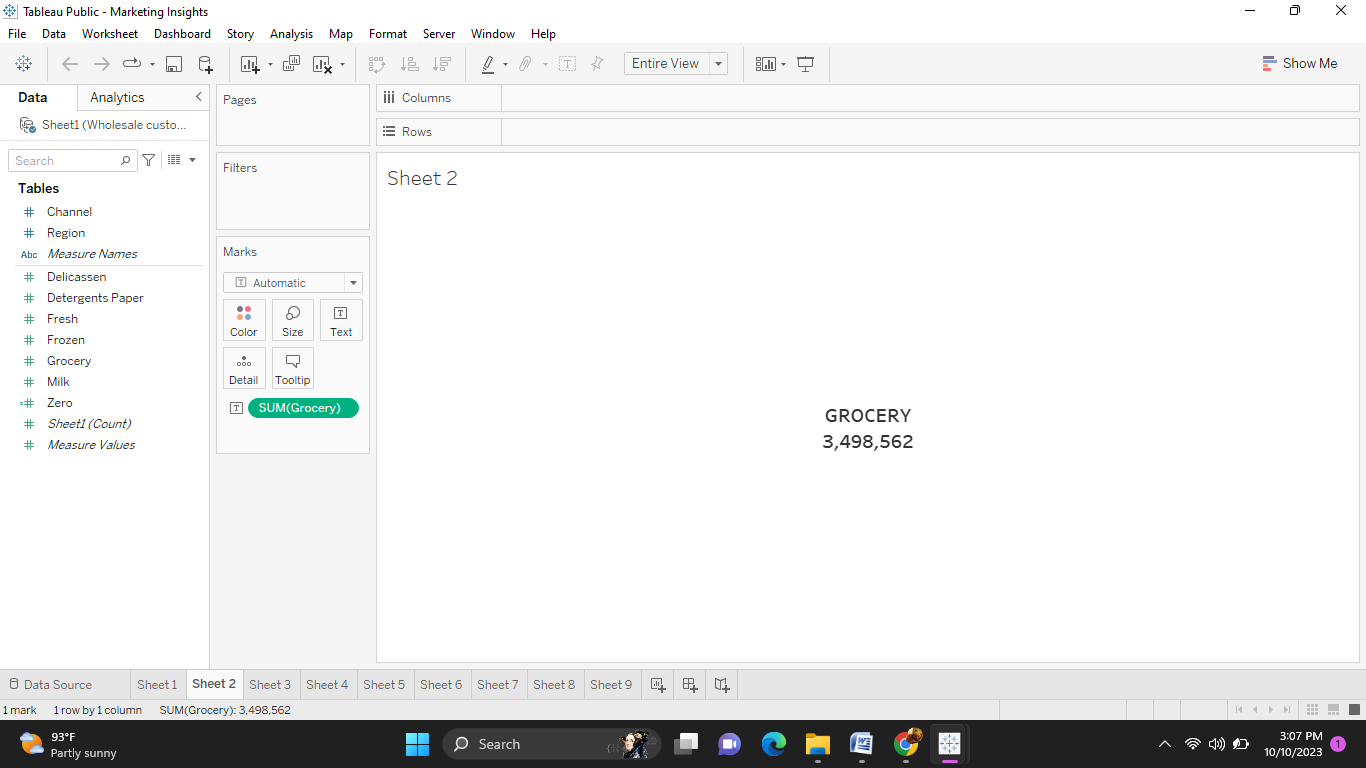 Tableau Public - Marketing Insights
File Data Worksheet Dashboard Story Analysis Map Format Server Window Help
Entire View
Show Me
Data Analytics
Sheet1 (Wholesale custo...
Search
Tables
Channel
Region
Abc Measure Names
Delicassen
Detergents Paper
Fresh
Frozen
Grocery
Milk
Zero
Sheet1 (Count)
Measure Values
Pages
Filters
Marks
Automatic
Color Size Text
Detail Tooltip
SUM(Grocery)
Columns
Rows
Sheet 2
GROCERY
3,498,562
Data Source Sheet 1 Sheet 2 Sheet 3 Sheet 4 Sheet 5 Sheet 6 Sheet 7 Sheet 8 Sheet 9
1 mark 1 row by 1 column SUM(Grocery): 3,498,562
93°F
Partly sunny
Search
3:07 PM
10/10/2023
1